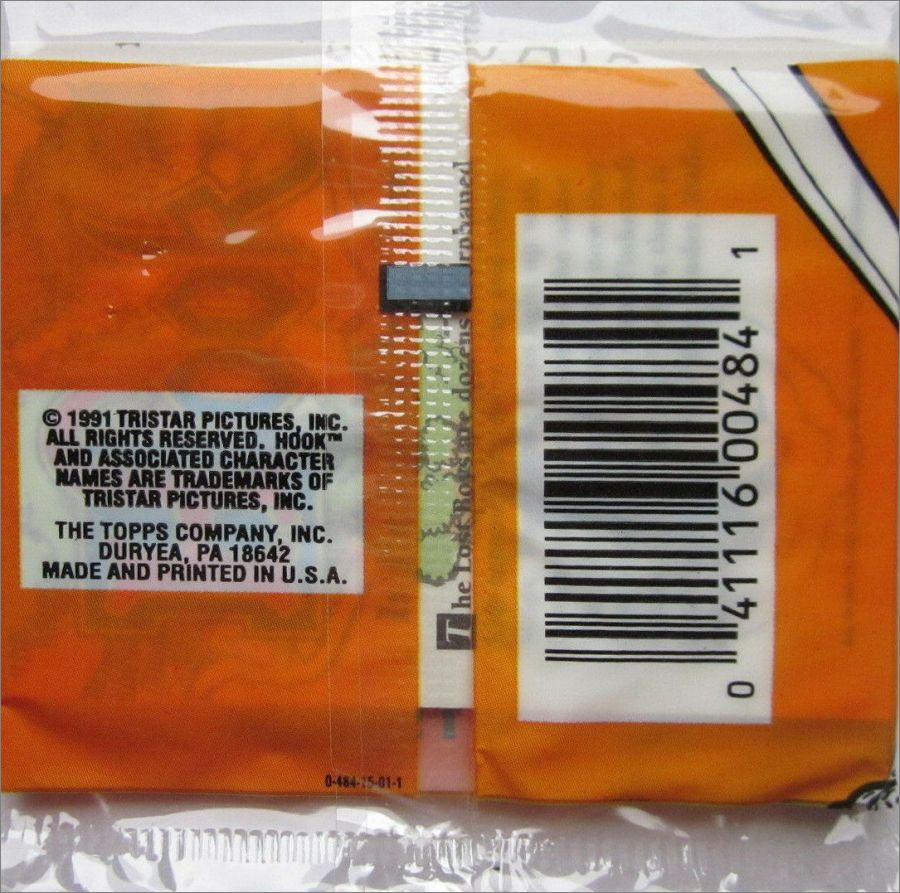 © 1991 TRISTAR PICTURES, INC.
ALL RIGHTS RESERVED. HOOK™
AND ASSOCIATED CHARACTER
NAMES ARE TRADEMARKS OF
TRISTAR PICTURES, INC.
THE TOPPS COMPANY, INC.
DURYEA, PA 18642
MADE AND PRINTED IN U.S.A.
0-484-15-01-1
The Lost Boys are dozens
0 41116 00484 1